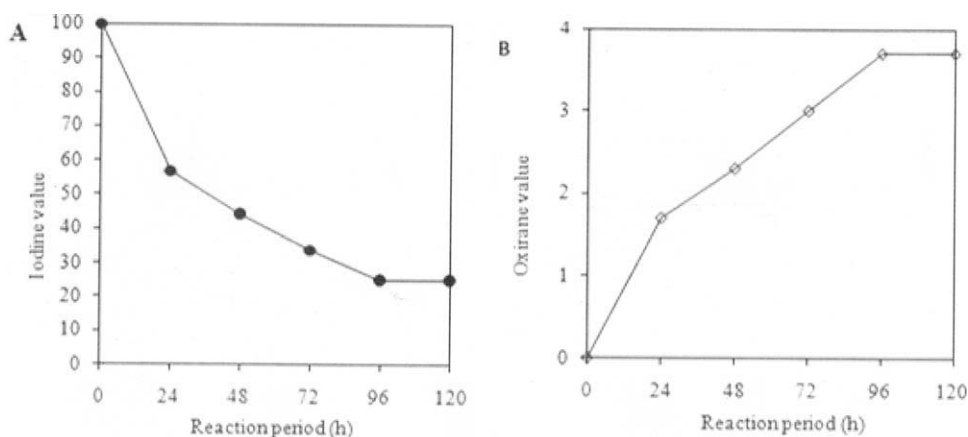 A
100
90
80
70
60
50
40
30
20
10
0
Iodine value
0 24 48 72 96 120
Reaction period (h)
B
4
3
2
1
0
Oxirane value
0 24 48 72 96 120
Reaction period (h)